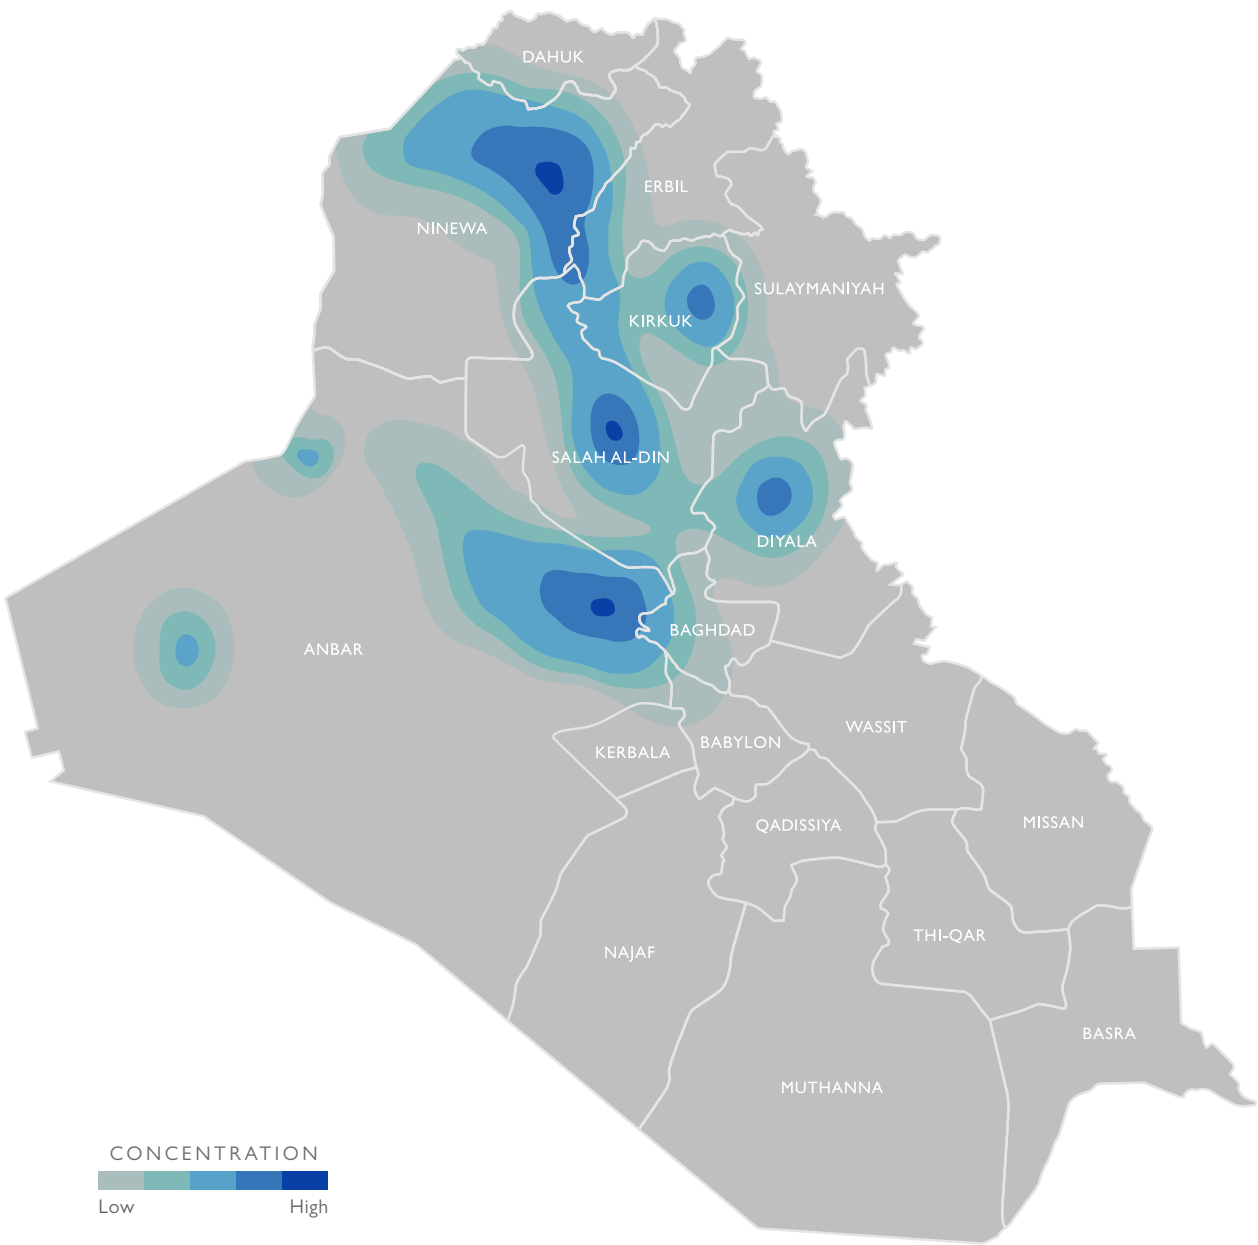 DAHUK
ERBIL
NINEWA
SULAYMANIYAH
KIRKUK
SALAH AL-DIN
DIYALA
BAGHDAD
ANBAR
WASSIT
BABYLON
KERBALA
MISSAN
QADISSIYA
THI-QAR
NAJAF
BASRA
MUTHANNA
CONCENTRATION
Low High